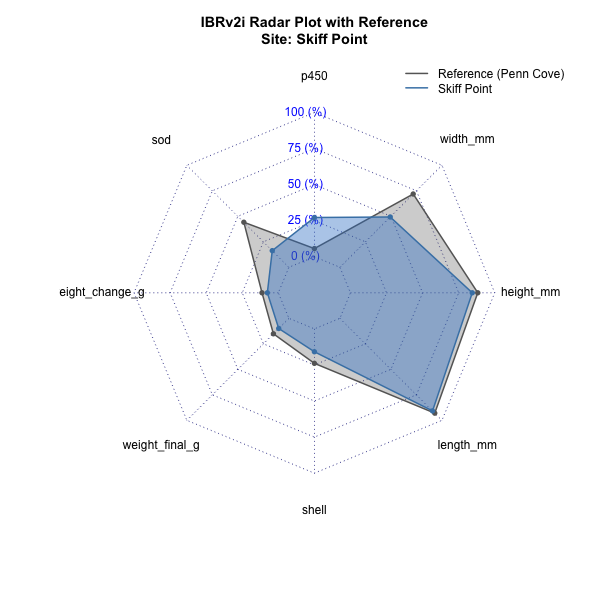 IBRv2i Radar Plot with Reference
Site: Skiff Point
p450
Reference (Penn Cove)
Skiff Point
100 (%)
sod
width_mm
75 (%)
50 (%)
25 (%)
0 (%)
eight_change_g
height_mm
weight_final_g
length_mm
shell